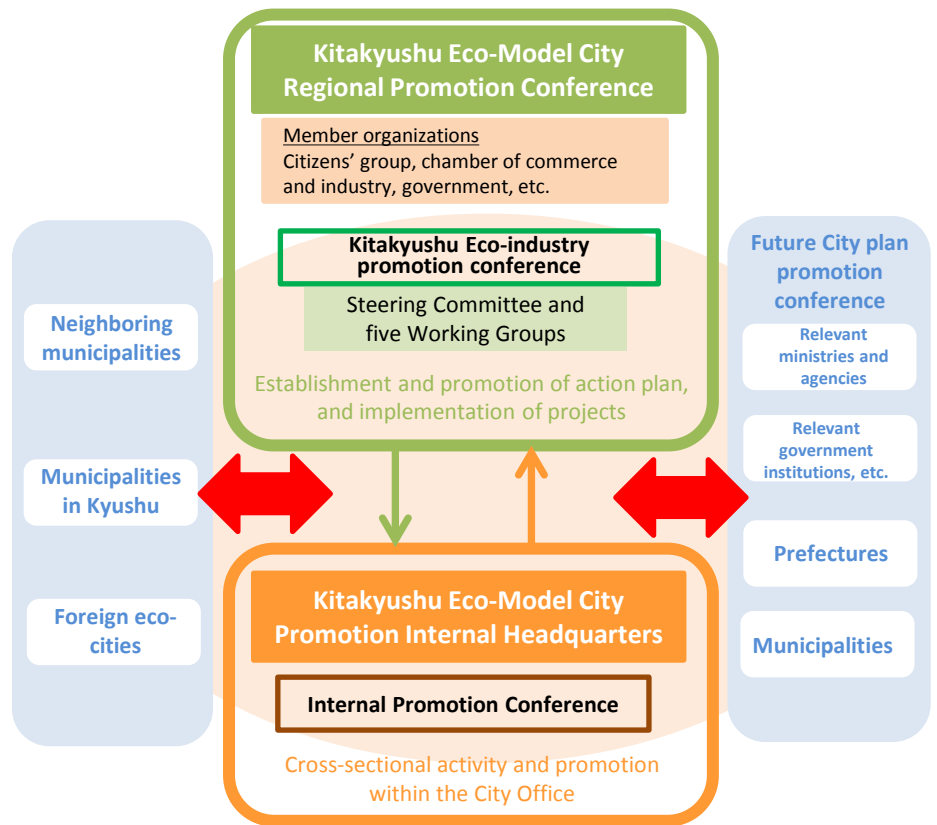 Kitakyushu Eco-Model City
Regional Promotion Conference
Member organizations
Citizens’ group, chamber of commerce
and industry, government, etc.
Kitakyushu Eco-industry
promotion conference
Steering Committee and
five Working Groups
Establishment and promotion of action plan,
and implementation of projects
Neighboring
municipalities
Municipalities
in Kyushu
Foreign eco-
cities
Future City plan
promotion
conference
Relevant
ministries and
agencies
Relevant
government
institutions, etc.
Prefectures
Municipalities
Kitakyushu Eco-Model City
Promotion Internal Headquarters
Internal Promotion Conference
Cross-sectional activity and promotion
within the City Office